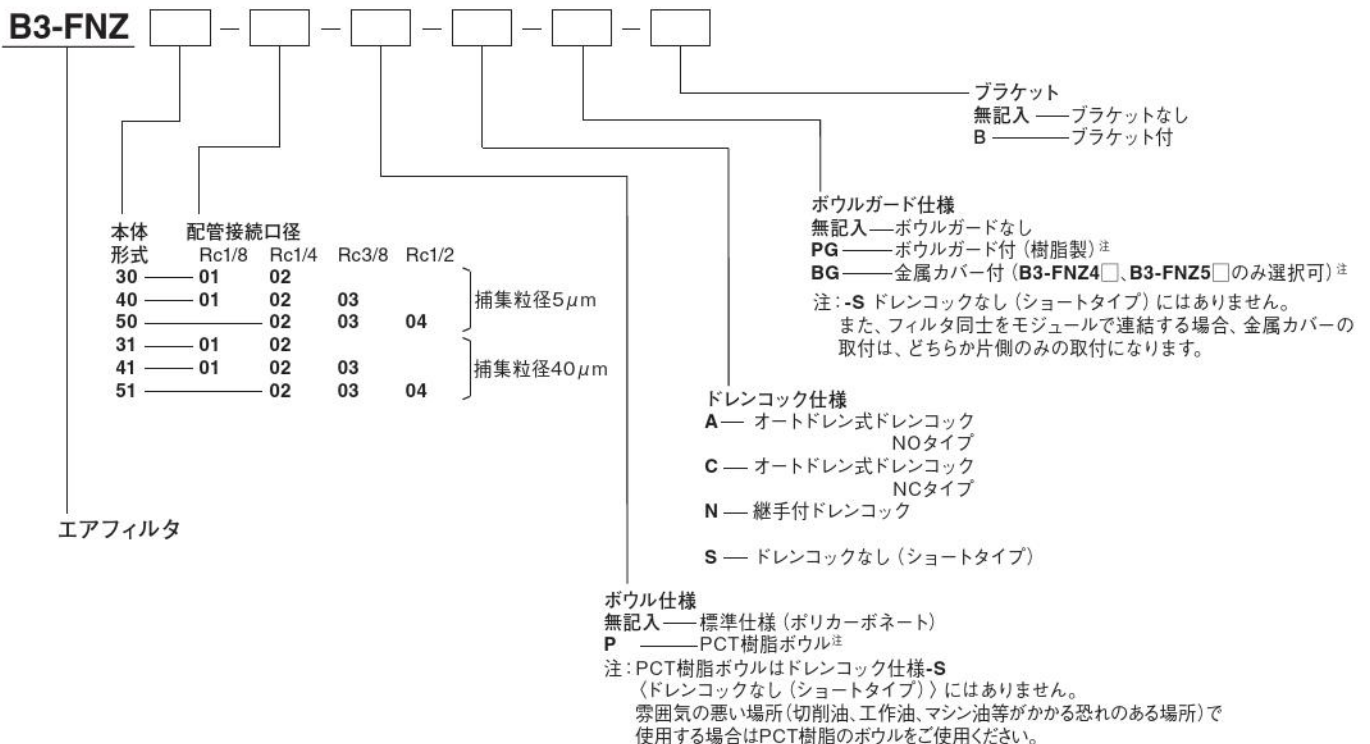 B3-FNZ □ － □ － □ － □ － □ － □
ブラケット
無記入 ── ブラケットなし
B ──── ブラケット付
ボウルガード仕様
無記入 ── ボウルガードなし
PG ─── ボウルガード付（樹脂製）注
BG ─── 金属カバー付（B3-FNZ4□、B3-FNZ5□のみ選択可）注
注：-S ドレンコックなし（ショートタイプ）にはありません。
また、フィルタ同士をモジュールで連結する場合、金属カバーの
取付は、どちらか片側のみの取付になります。
本体 配管接続口径
形式 Rc1/8 Rc1/4 Rc3/8 Rc1/2
30 ── 01 02
40 ── 01 02 03
50 ──── 02 03 04
捕集粒径5μm
31 ── 01 02
41 ── 01 02 03
51 ──── 02 03 04
捕集粒径40μm
ドレンコック仕様
A ── オートドレン式ドレンコック
NOタイプ
C ── オートドレン式ドレンコック
NCタイプ
N ── 継手付ドレンコック
S ── ドレンコックなし（ショートタイプ）
エアフィルタ
ボウル仕様
無記入 ── 標準仕様（ポリカーボネート）
P ─── PCT樹脂ボウル注
注：PCT樹脂ボウルはドレンコック仕様-S
〈ドレンコックなし（ショートタイプ）〉にはありません。
雰囲気の悪い場所（切削油、工作油、マシン油等がかかる恐れのある場所）で
使用する場合はPCT樹脂のボウルをご使用ください。